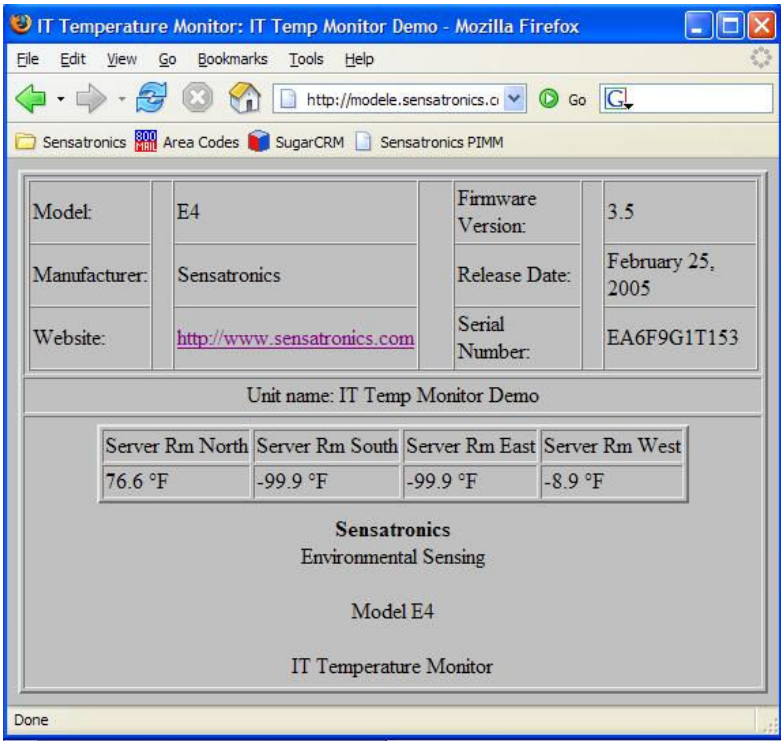 IT Temperature Monitor: IT Temp Monitor Demo - Mozilla Firefox
File Edit View Go Bookmarks Tools Help
http://modele.sensatronics.c Go G
Sensatronics 800 MAIL Area Codes SugarCRM Sensatronics PIMM
Model: E4 Firmware Version: 3.5
Manufacturer: Sensatronics Release Date: February 25, 2005
Website: http://www.sensatronics.com Serial Number: EA6F9G1T153
Unit name: IT Temp Monitor Demo
Server Rm North Server Rm South Server Rm East Server Rm West
76.6 °F -99.9 °F -99.9 °F -8.9 °F
Sensatronics
Environmental Sensing
Model E4
IT Temperature Monitor
Done